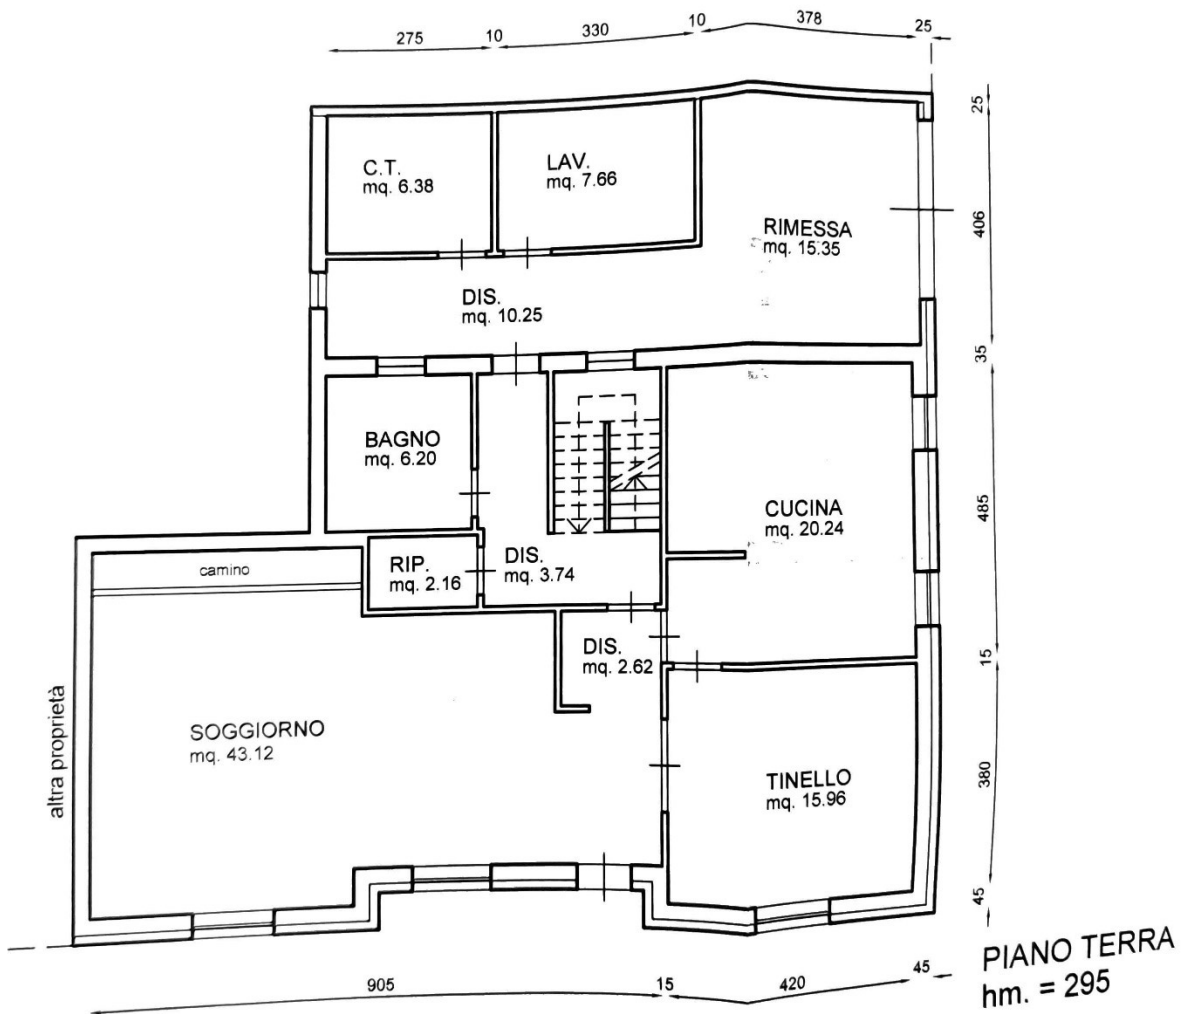 275
10
330
10
378
25
25
C.T.
mq. 6.38
LAV.
mq. 7.66
RIMESSA
mq. 15.35
406
DIS.
mq. 10.25
35
BAGNO
mq. 6.20
CUCINA
mq. 20.24
485
camino
RIP.
mq. 2.16
DIS.
mq. 3.74
DIS.
mq. 2.62
15
altra proprietà
SOGGIORNO
mq. 43.12
TINELLO
mq. 15.96
380
45
905
15
420
45
PIANO TERRA
hm. = 295